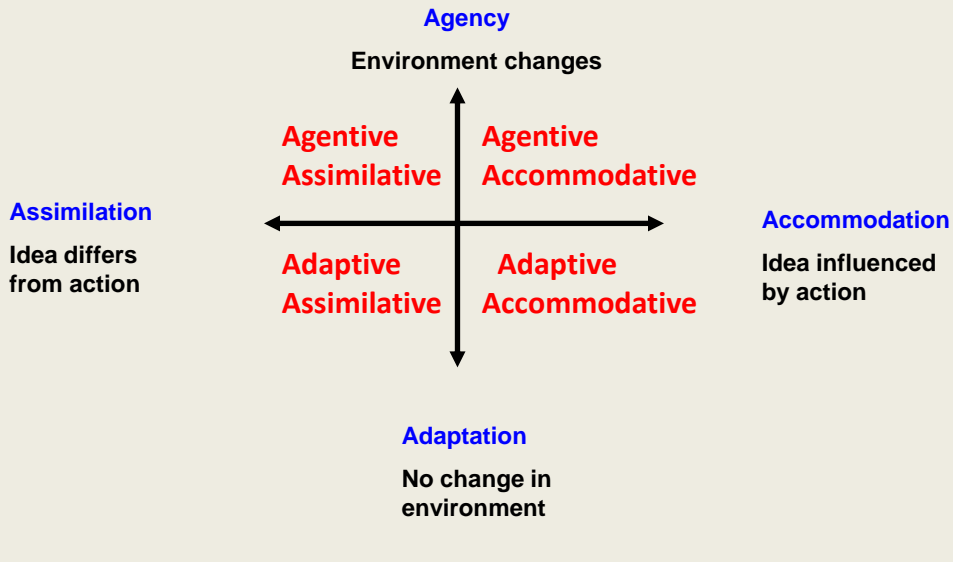 Agency
Environment changes
Agentive
Assimilative
Agentive
Accommodative
Assimilation
Idea differs
from action
Accommodation
Idea influenced
by action
Adaptive
Assimilative
Adaptive
Accommodative
Adaptation
No change in
environment